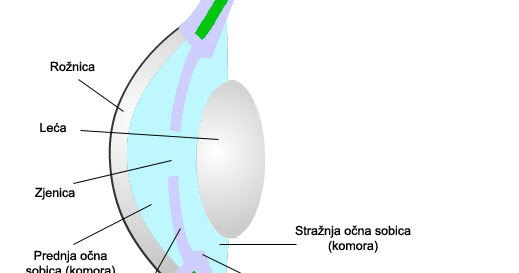 Rožnica
Leća
Zjenica
Prednja očna
sobica (komora)
Stražnja očna sobica
(komora)